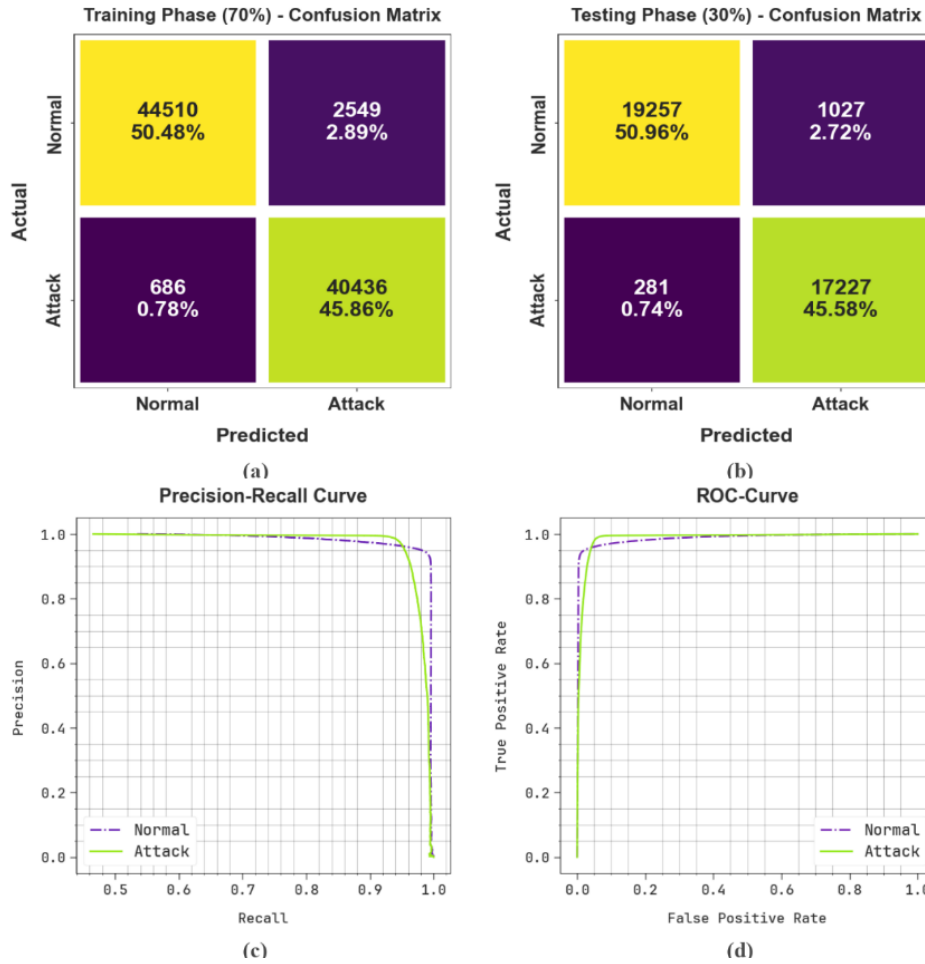 Training Phase (70%) - Confusion Matrix
Testing Phase (30%) - Confusion Matrix
Actual
Normal
Attack
44510
50.48%
2549
2.89%
686
0.78%
40436
45.86%
Normal
Attack
Predicted
(a)
Actual
Normal
Attack
19257
50.96%
1027
2.72%
281
0.74%
17227
45.58%
Normal
Attack
Predicted
(b)
Precision-Recall Curve
Precision
1.0
0.8
0.6
0.4
0.2
0.0
Normal
Attack
0.5 0.6 0.7 0.8 0.9 1.0
Recall
(c)
ROC-Curve
True Positive Rate
1.0
0.8
0.6
0.4
0.2
0.0
Normal
Attack
0.0 0.2 0.4 0.6 0.8 1.0
False Positive Rate
(d)